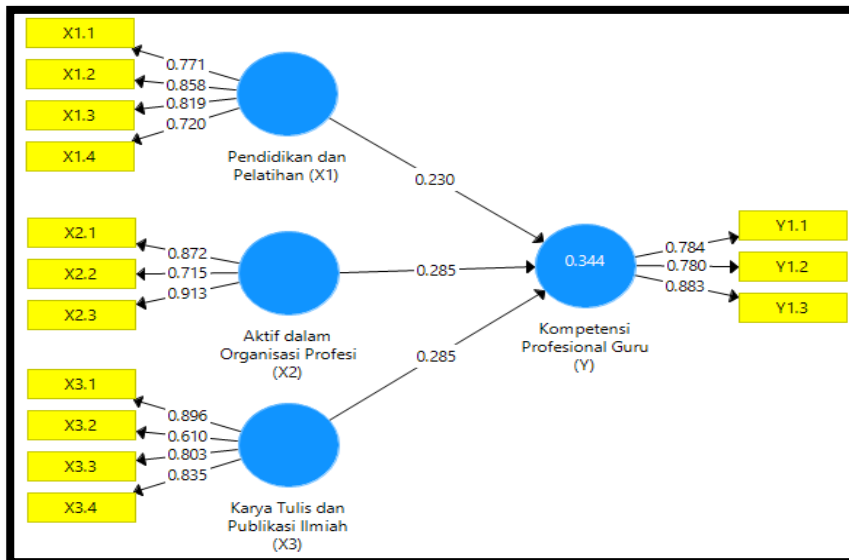 X1.1
X1.2
X1.3
X1.4
0.771
0.858
0.819
0.720
Pendidikan dan
Pelatihan (X1)
0.230
X2.1
X2.2
X2.3
0.872
0.715
0.913
Aktif dalam
Organisasi Profesi
(X2)
0.285
X3.1
X3.2
X3.3
X3.4
0.896
0.610
0.803
0.835
Karya Tulis dan
Publikasi Ilmiah
(X3)
0.285
0.344
Kompetensi
Profesional Guru
(Y)
0.784
0.780
0.883
Y1.1
Y1.2
Y1.3